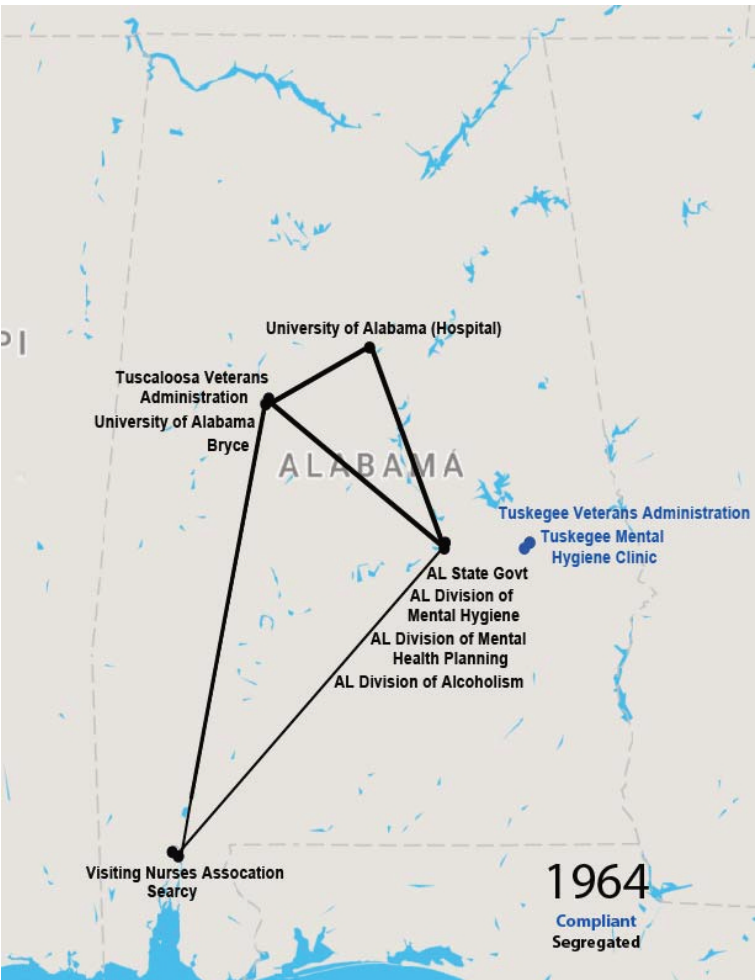 University of Alabama (Hospital)
PI
Tuscaloosa Veterans
Administration
University of Alabama
Bryce
ALABAMA
Tuskegee Veterans Administration
Tuskegee Mental
Hygiene Clinic
AL State Govt
AL Division of
Mental Hygiene
AL Division of Mental
Health Planning
AL Division of Alcoholism
Visiting Nurses Assocation
Searcy
1964
Compliant
Segregated